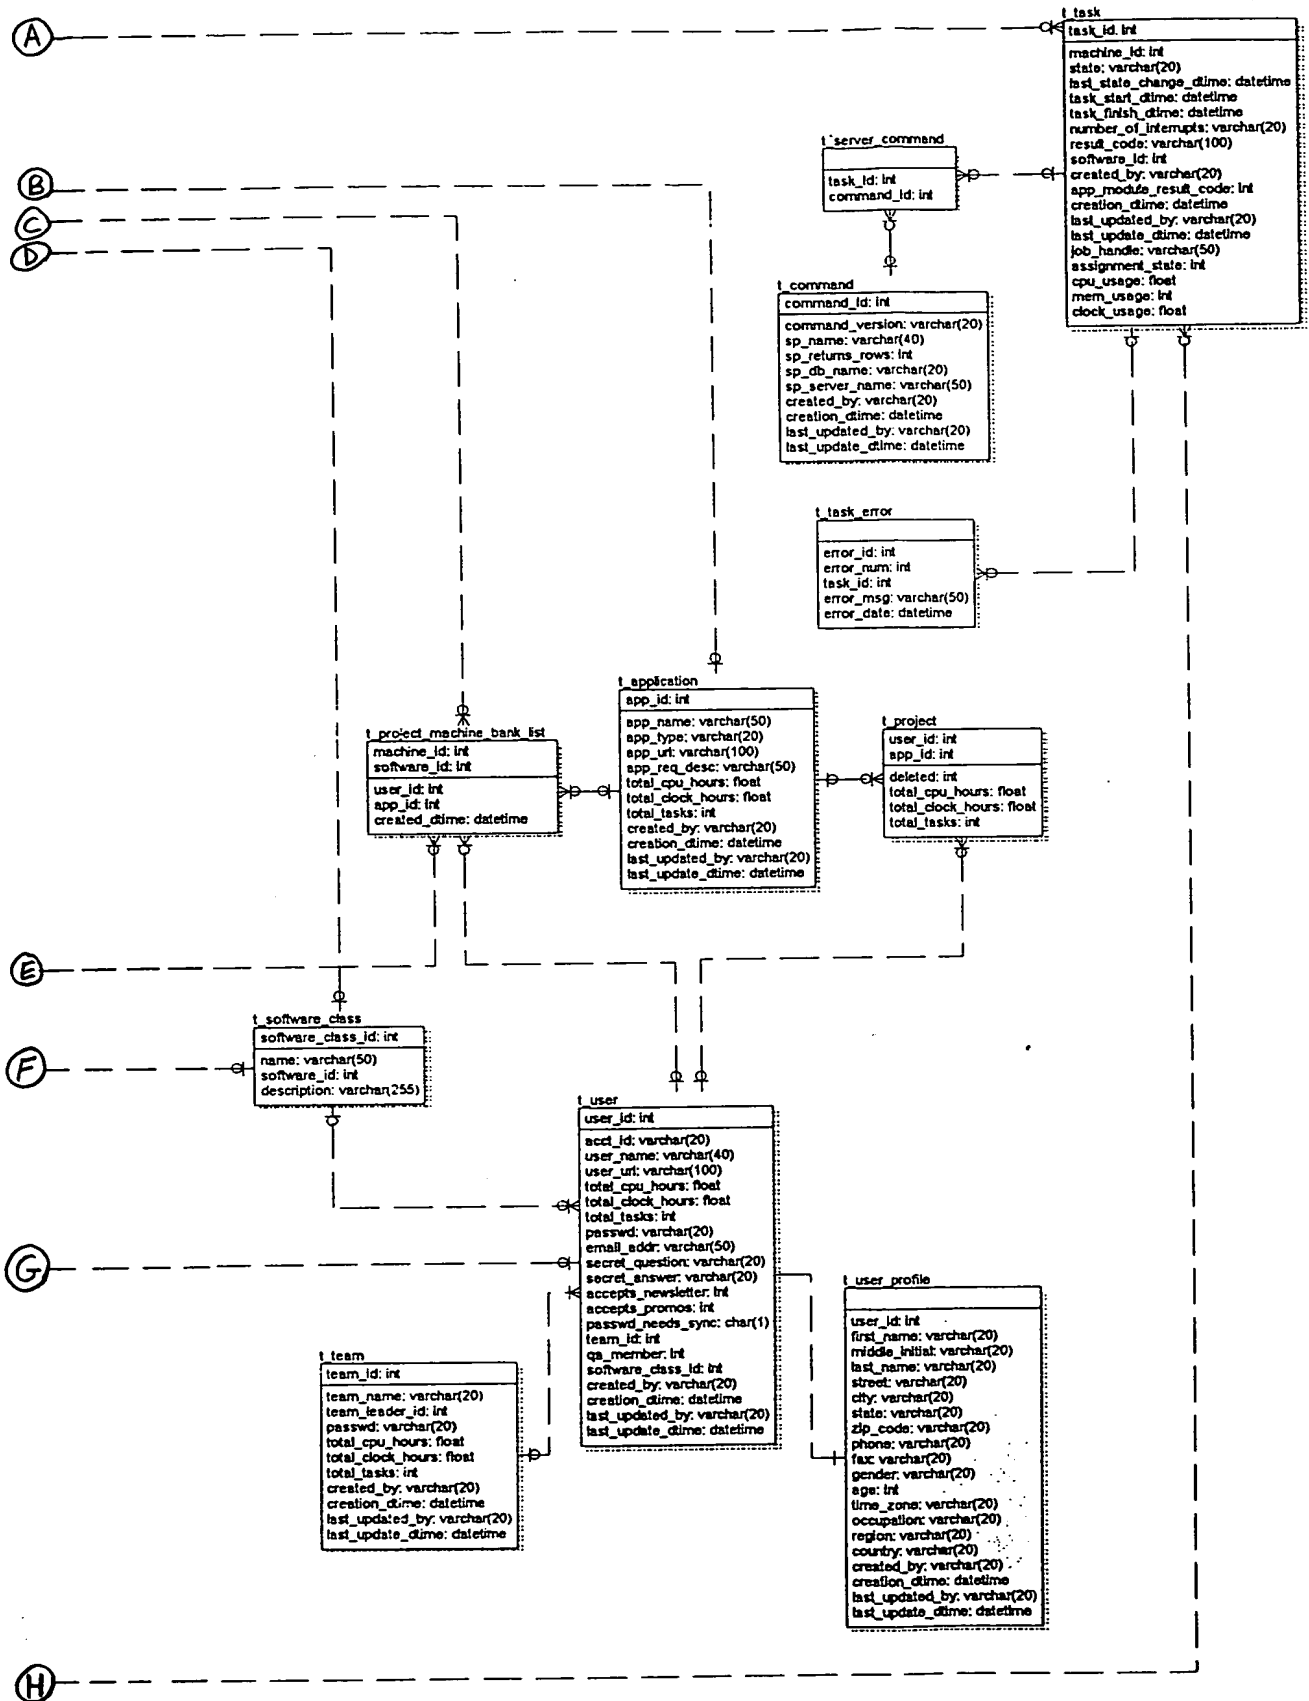 A
t_task
task_id: int
machine_id: int
state: varchar(20)
last_state_change_dtime: datetime
task_start_dtime: datetime
task_finish_dtime: datetime
number_of_interrupts: varchar(20)
result_code: varchar(100)
software_id: int
created_by: varchar(20)
app_module_result_code: int
creation_dtime: datetime
last_updated_by: varchar(20)
last_update_dtime: datetime
job_handle: varchar(50)
assignment_state: int
cpu_usage: float
mem_usage: int
clock_usage: float
t_server_command
task_id: int
command_id: int
B
C
D
t_command
command_id: int
command_version: varchar(20)
sp_name: varchar(40)
sp_returns_rows: int
sp_db_name: varchar(20)
sp_server_name: varchar(50)
created_by: varchar(20)
creation_dtime: datetime
last_updated_by: varchar(20)
last_update_dtime: datetime
t_task_error
error_id: int
error_num: int
task_id: int
error_msg: varchar(50)
error_date: datetime
t_project_machine_bank_list
machine_id: int
software_id: int
user_id: int
app_id: int
created_dtime: datetime
t_application
app_id: int
app_name: varchar(50)
app_type: varchar(20)
app_url: varchar(100)
app_req_desc: varchar(50)
total_cpu_hours: float
total_clock_hours: float
total_tasks: int
created_by: varchar(20)
creation_dtime: datetime
last_updated_by: varchar(20)
last_update_dtime: datetime
t_project
user_id: int
app_id: int
deleted: int
total_cpu_hours: float
total_clock_hours: float
total_tasks: int
E
t_software_class
software_class_id: int
name: varchar(50)
software_id: int
description: varchar(255)
F
t_user
user_id: int
acct_id: varchar(20)
user_name: varchar(40)
user_url: varchar(100)
total_cpu_hours: float
total_clock_hours: float
total_tasks: int
passwd: varchar(20)
email_addr: varchar(50)
secret_question: varchar(20)
secret_answer: varchar(20)
accepts_newsletter: int
accepts_promos: int
passwd_needs_sync: char(1)
team_id: int
qa_member: int
software_class_id: int
created_by: varchar(20)
creation_dtime: datetime
last_updated_by: varchar(20)
last_update_dtime: datetime
G
t_team
team_id: int
team_name: varchar(20)
team_leader_id: int
passwd: varchar(20)
total_cpu_hours: float
total_clock_hours: float
total_tasks: int
created_by: varchar(20)
creation_dtime: datetime
last_updated_by: varchar(20)
last_update_dtime: datetime
t_user_profile
user_id: int
first_name: varchar(20)
middle_initial: varchar(20)
last_name: varchar(20)
street: varchar(20)
city: varchar(20)
state: varchar(20)
zip_code: varchar(20)
phone: varchar(20)
fax: varchar(20)
gender: varchar(20)
age: int
time_zone: varchar(20)
occupation: varchar(20)
region: varchar(20)
country: varchar(20)
created_by: varchar(20)
creation_dtime: datetime
last_updated_by: varchar(20)
last_update_dtime: datetime
H